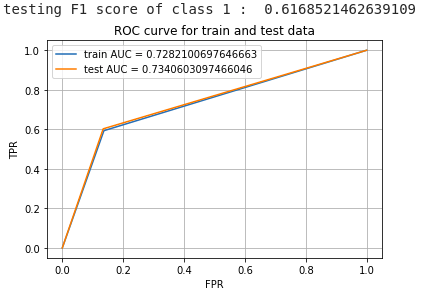 testing F1 score of class 1 :  0.6168521462639109
ROC curve for train and test data
train AUC = 0.7282100697646663
test AUC = 0.7340603097466046
TPR
1.0
0.8
0.6
0.4
0.2
0.0
0.0 0.2 0.4 0.6 0.8 1.0
FPR